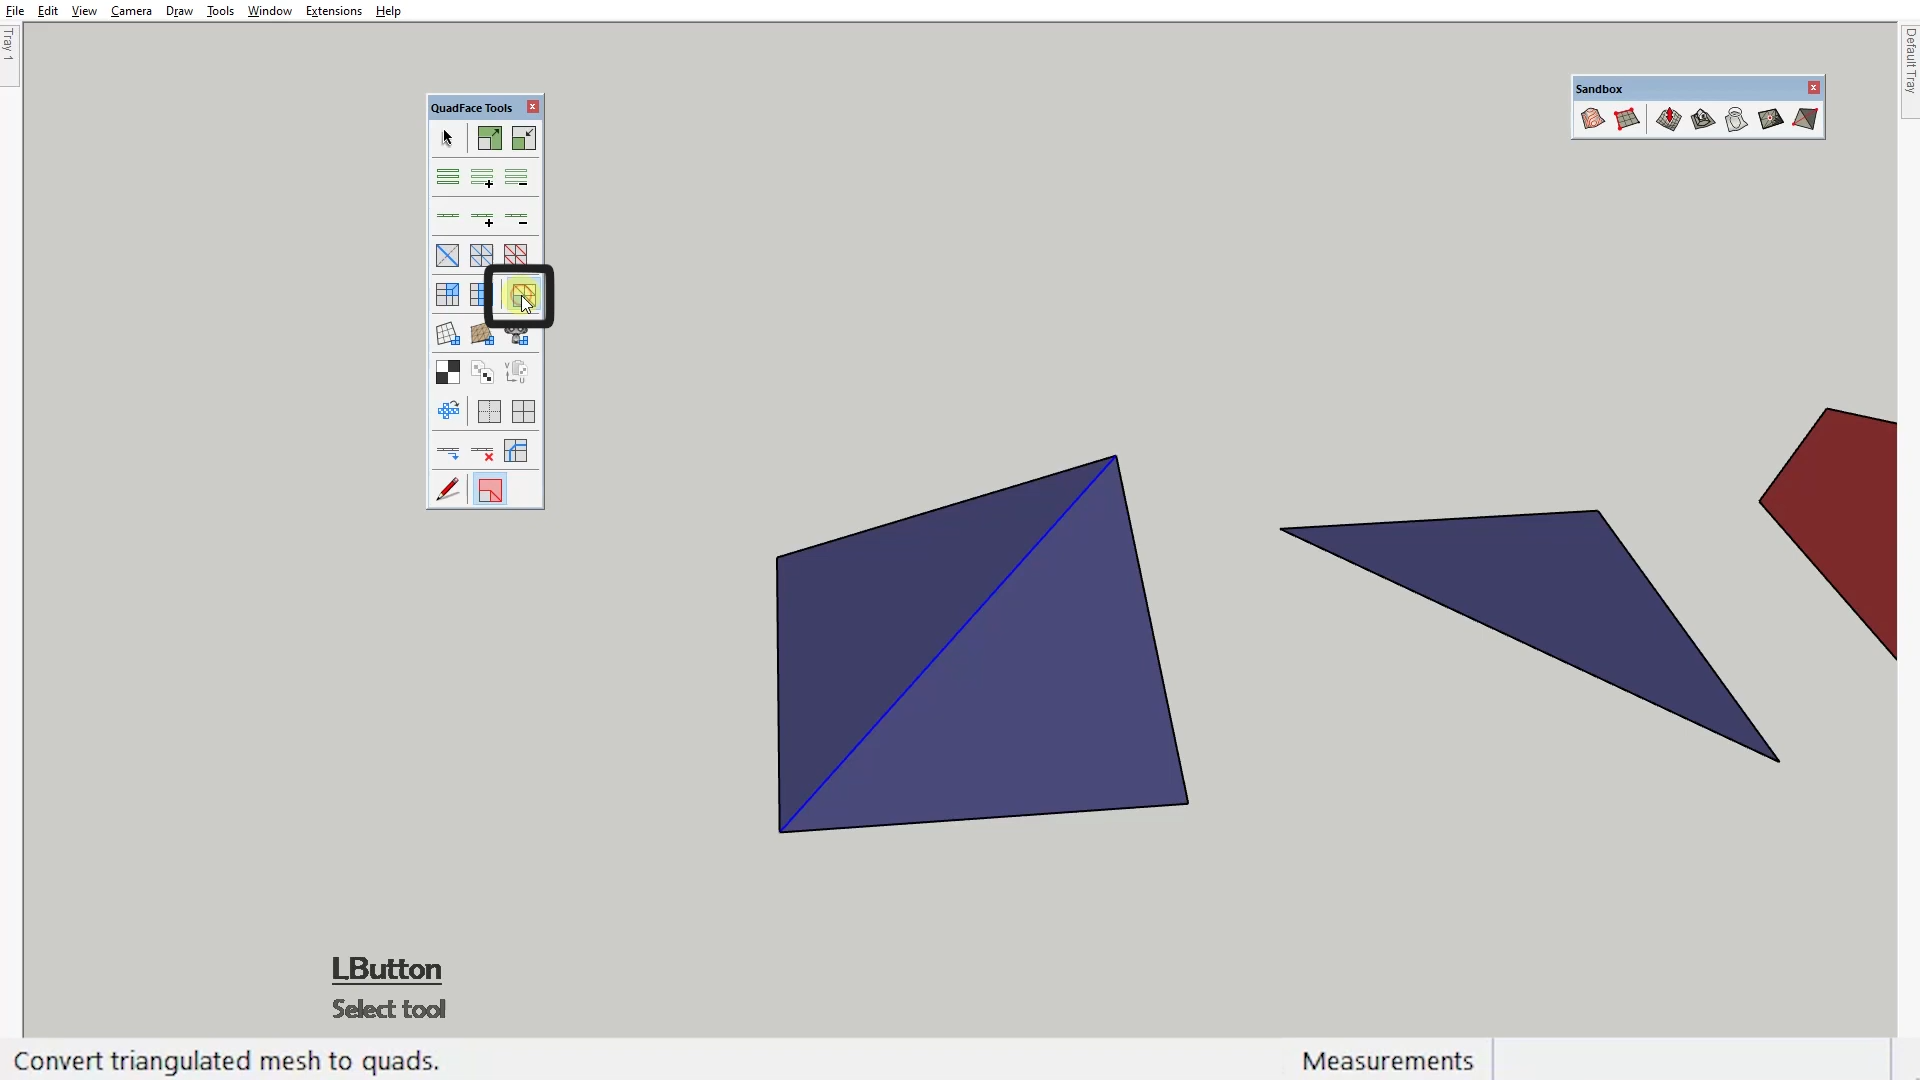 File Edit View Camera Draw Tools Window Extensions Help
Tray 1
Default Tray
QuadFace Tools
Sandbox
LButton
Select tool
Convert triangulated mesh to quads.
Measurements